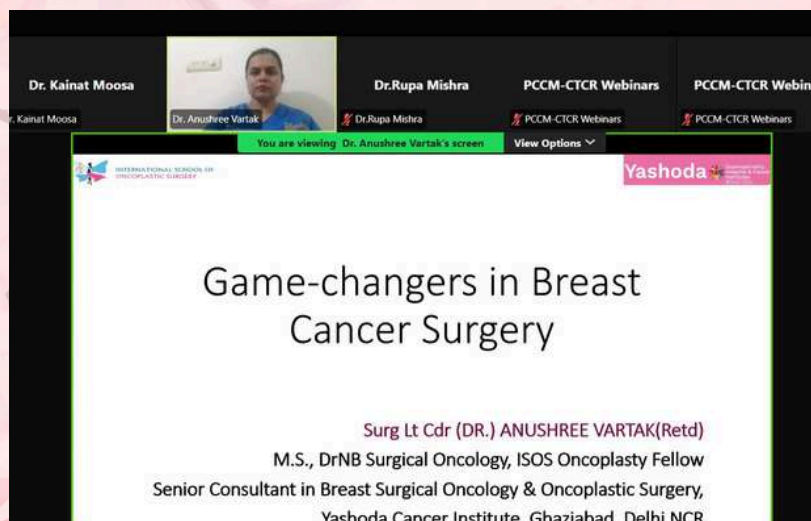 Dr. Kainat Moosa
Dr.Rupa Mishra
PCCM-CTCR Webinars
PCCM-CTCR Webin
r. Kainat Moosa
Dr. Anushree Vartak
Dr.Rupa Mishra
PCCM-CTCR Webinars
PCCM-CTCR Webinars
You are viewing Dr. Anushree Vartak's screen
View Options
INTERNATIONAL SCHOOL OF
ONCOPLASTIC SURGERY
Yashoda
Game-changers in Breast
Cancer Surgery
Surg Lt Cdr (DR.) ANUSHREE VARTAK(Retd)
M.S., DrNB Surgical Oncology, ISOS Oncoplasty Fellow
Senior Consultant in Breast Surgical Oncology & Oncoplastic Surgery,
Yashoda Cancer Institute, Ghaziabad, Delhi NCR